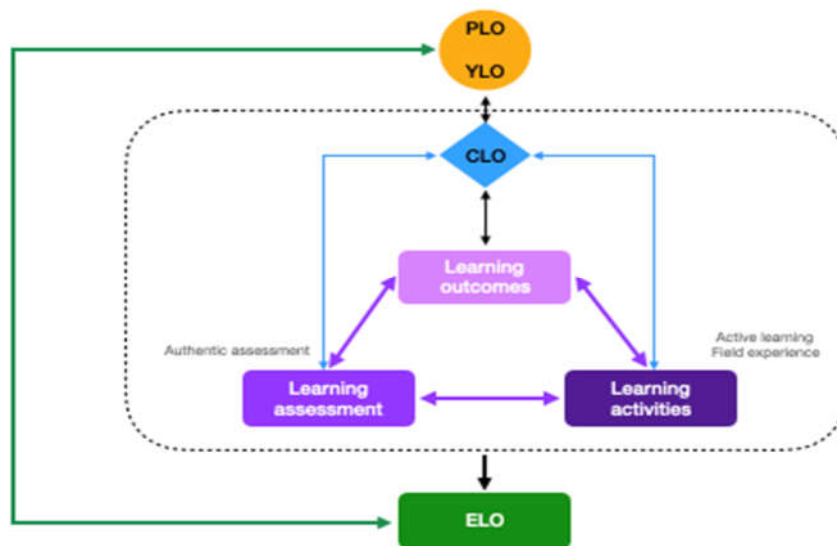 PLO
YLO
CLO
Learning
outcomes
Authentic assessment
Active learning
Field experience
Learning
assessment
Learning
activities
ELO